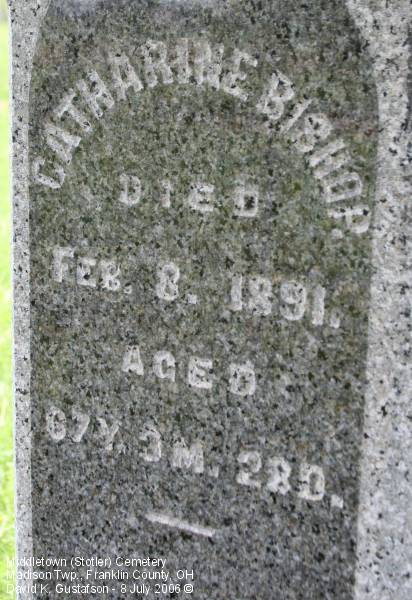 CATHARINE BISHOP
DIED
FEB. 8. 1891.
AGED
67Y. 3M. 28D.
Middletown (Stotler) Cemetery
Madison Twp., Franklin County, OH
David K. Gustafson - 8 July 2006 ©